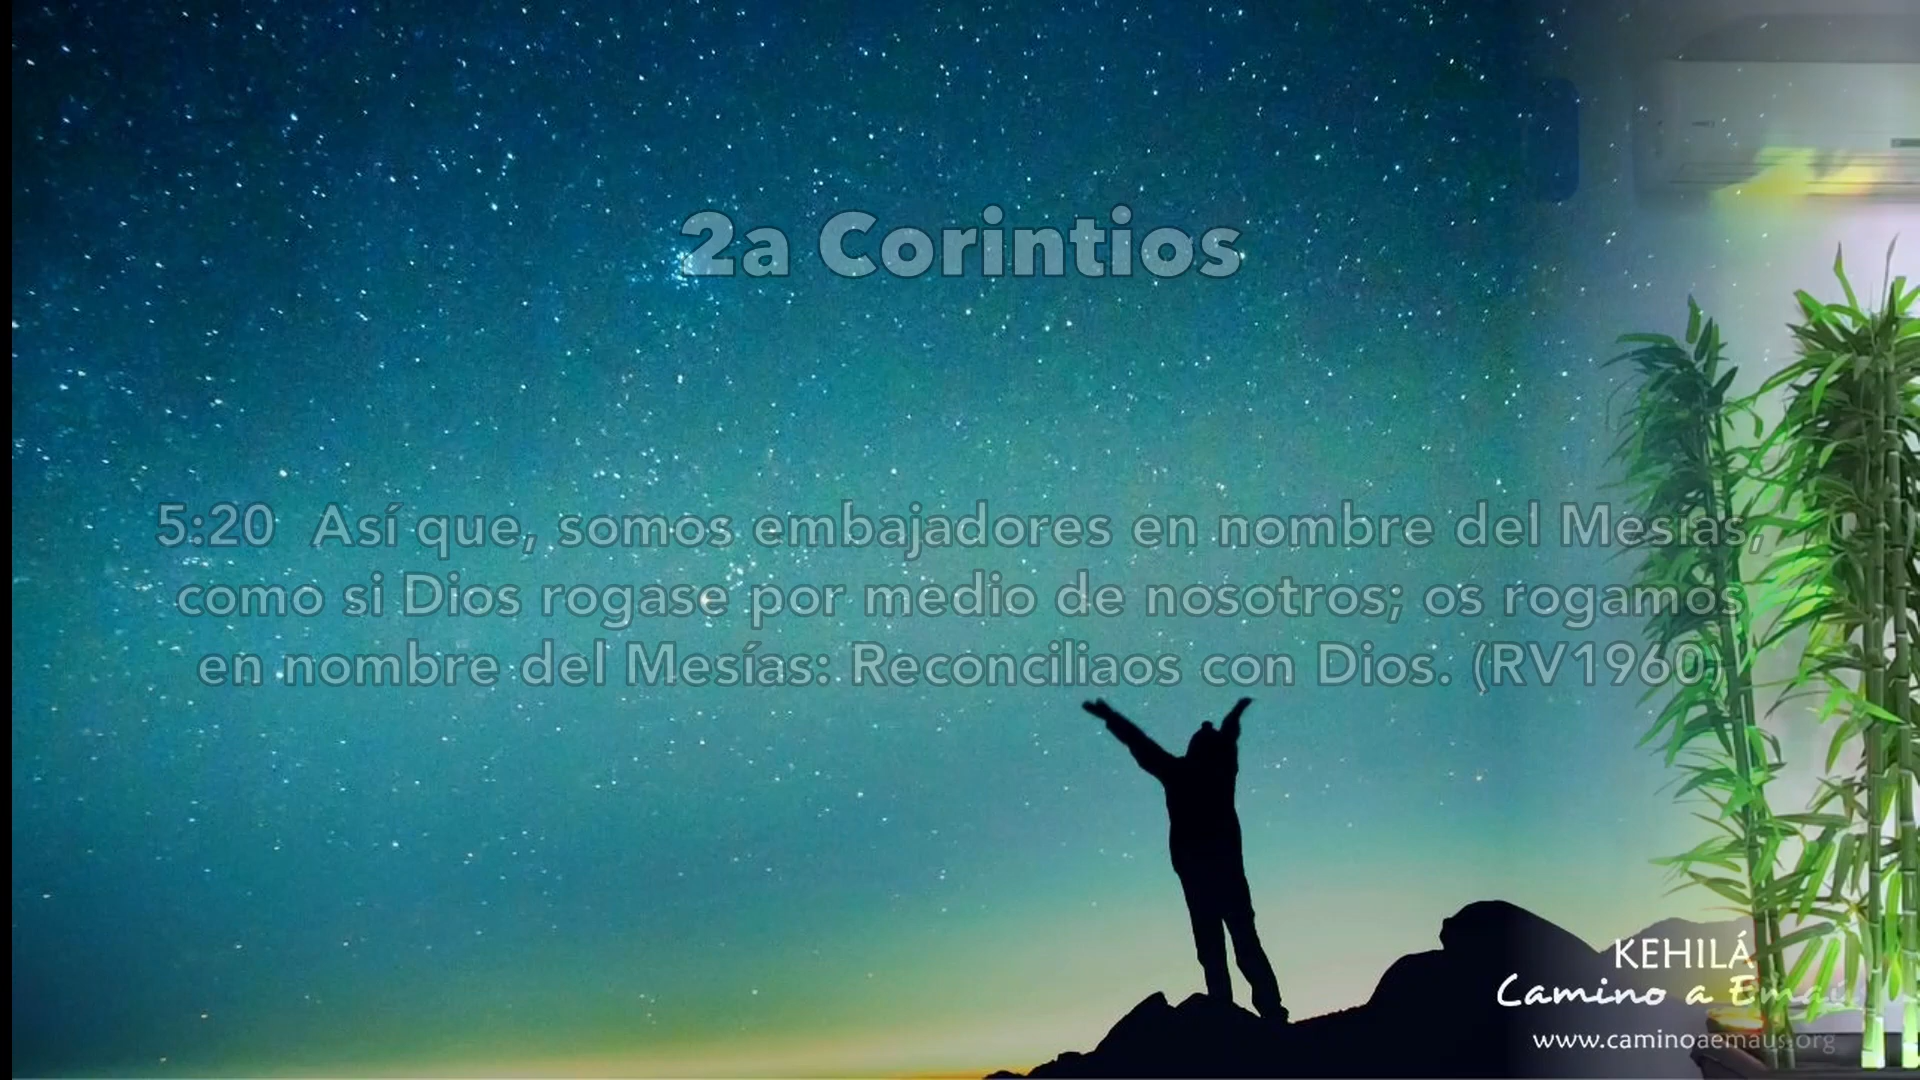 2a Corintios
5:20 Así que, somos embajadores en nombre del Mesías,
como si Dios rogase por medio de nosotros; os rogamos
en nombre del Mesías: Reconciliaos con Dios. (RV1960)
KEHILÁ
Camino a Emaús
www.caminoaemaus.org